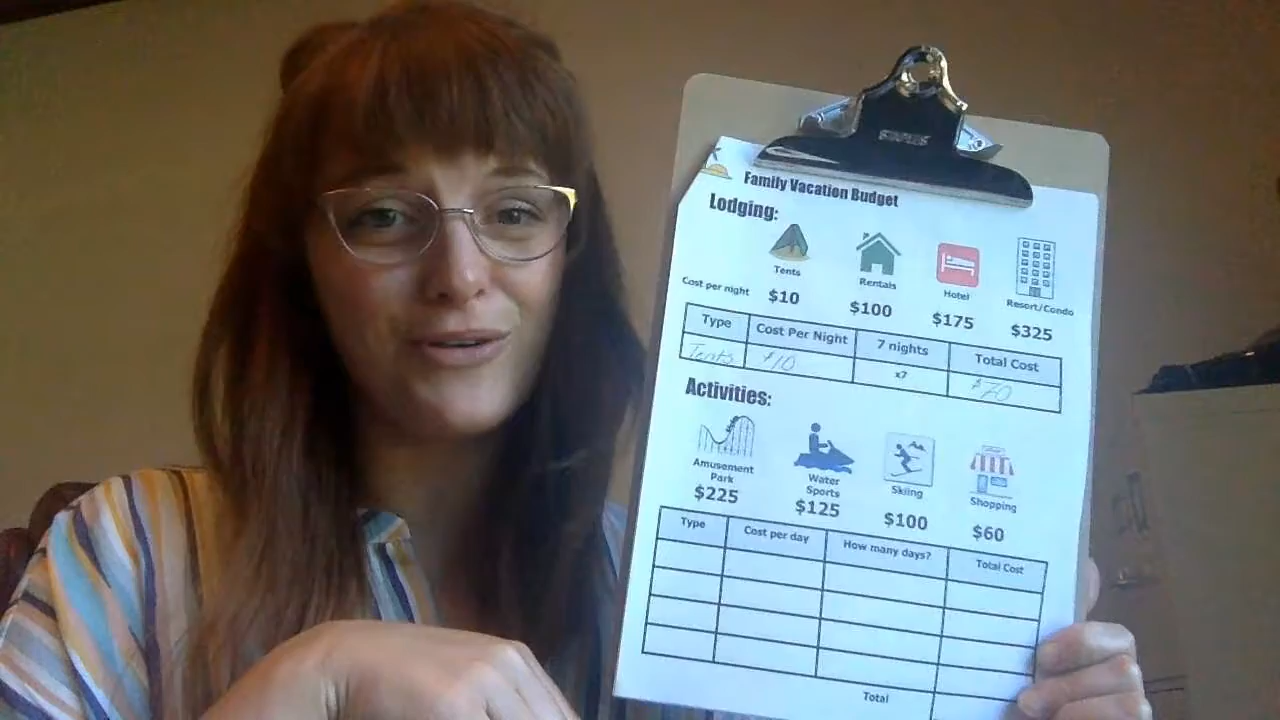 STAPLES
Family Vacation Budget
Lodging:
Tents Rentals Hotel Resort/Condo
Cost per night $10 $100 $175 $325
Type Cost Per Night 7 nights Total Cost
Tents $10 x7 $70
Activities:
Amusement Park Water Sports Skiing Shopping
$225 $125 $100 $60
Type Cost per day How many days? Total Cost
Total